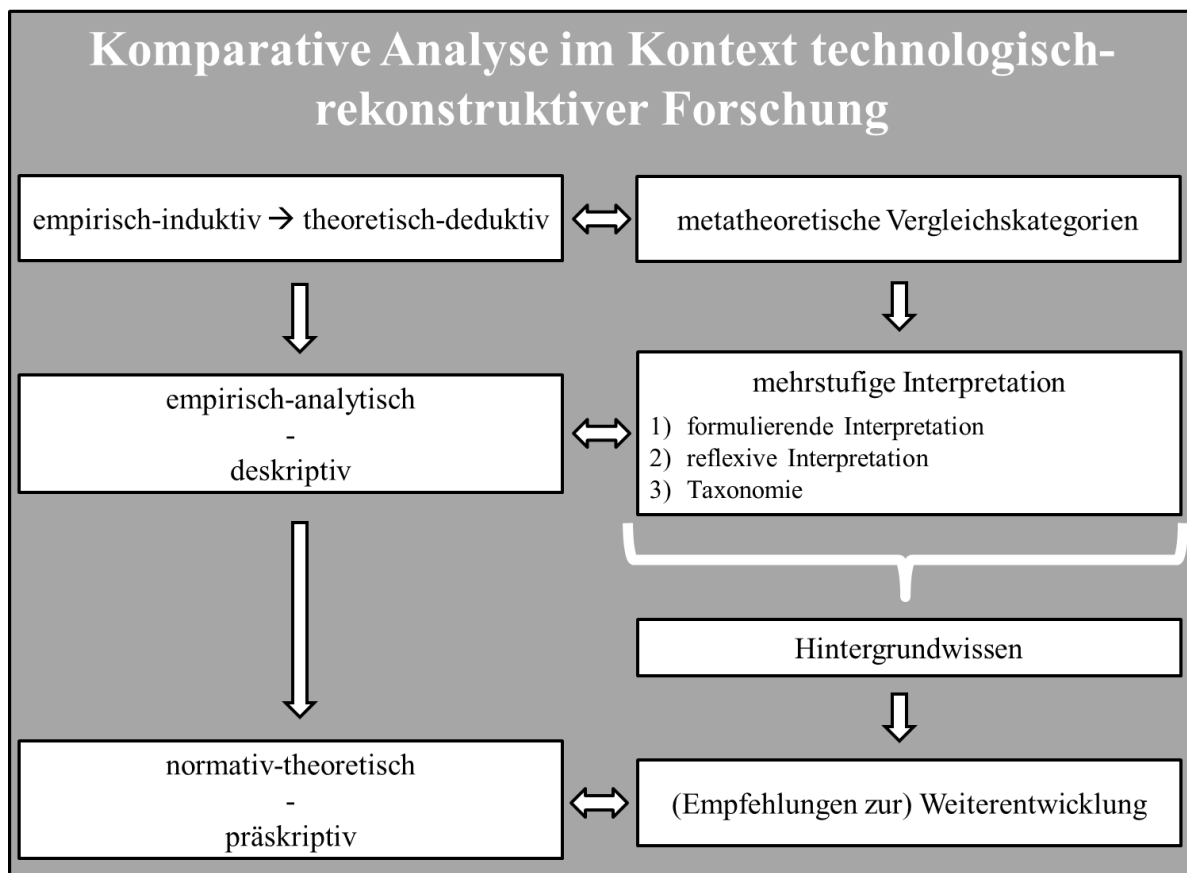 Komparative Analyse im Kontext technologisch-
rekonstruktiver Forschung
empirisch-induktiv → theoretisch-deduktiv
metatheoretische Vergleichskategorien
empirisch-analytisch
-
deskriptiv
mehrstufige Interpretation
1) formulierende Interpretation
2) reflexive Interpretation
3) Taxonomie
Hintergrundwissen
normativ-theoretisch
-
präskriptiv
(Empfehlungen zur) Weiterentwicklung